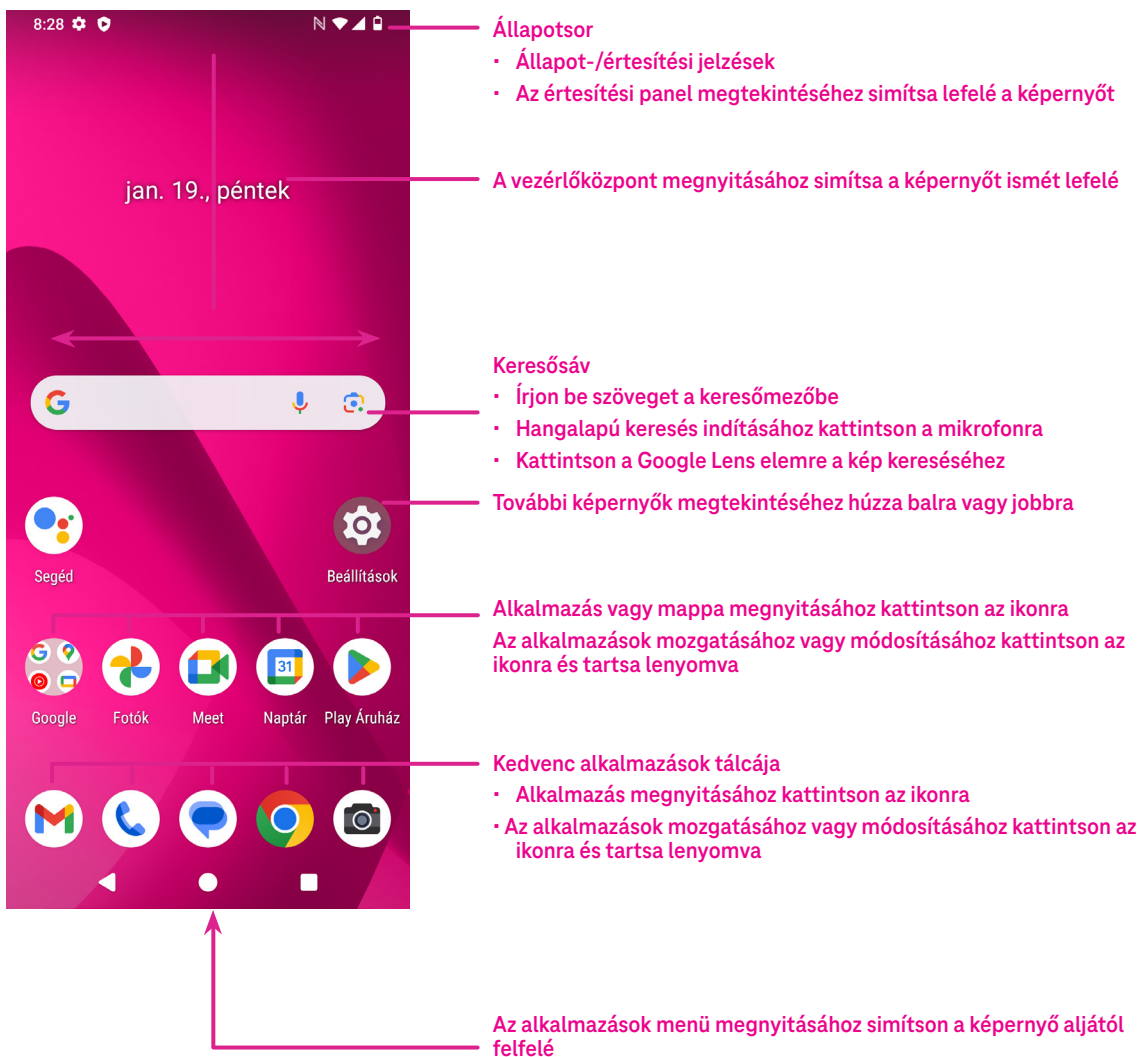 8:28
Állapotsor
· Állapot-/értesítési jelzések
· Az értesítési panel megtekintéséhez simítsa lefelé a képernyőt
jan. 19., péntek
A vezérlőközpont megnyitásához simítsa a képernyőt ismét lefelé
Keresősáv
· Írjon be szöveget a keresőmezőbe
· Hangalapú keresés indításához kattintson a mikrofonra
· Kattintson a Google Lens elemre a kép kereséséhez
További képernyők megtekintéséhez húzza balra vagy jobbra
Segéd
Beállítások
Alkalmazás vagy mappa megnyitásához kattintson az ikonra
Az alkalmazások mozgatásához vagy módosításához kattintson az
ikonra és tartsa lenyomva
31
Google
Fotók
Meet
Naptár
Play Áruház
Kedvenc alkalmazások tálcája
· Alkalmazás megnyitásához kattintson az ikonra
· Az alkalmazások mozgatásához vagy módosításához kattintson az
ikonra és tartsa lenyomva
Az alkalmazások menü megnyitásához simítson a képernyő aljától
felfelé